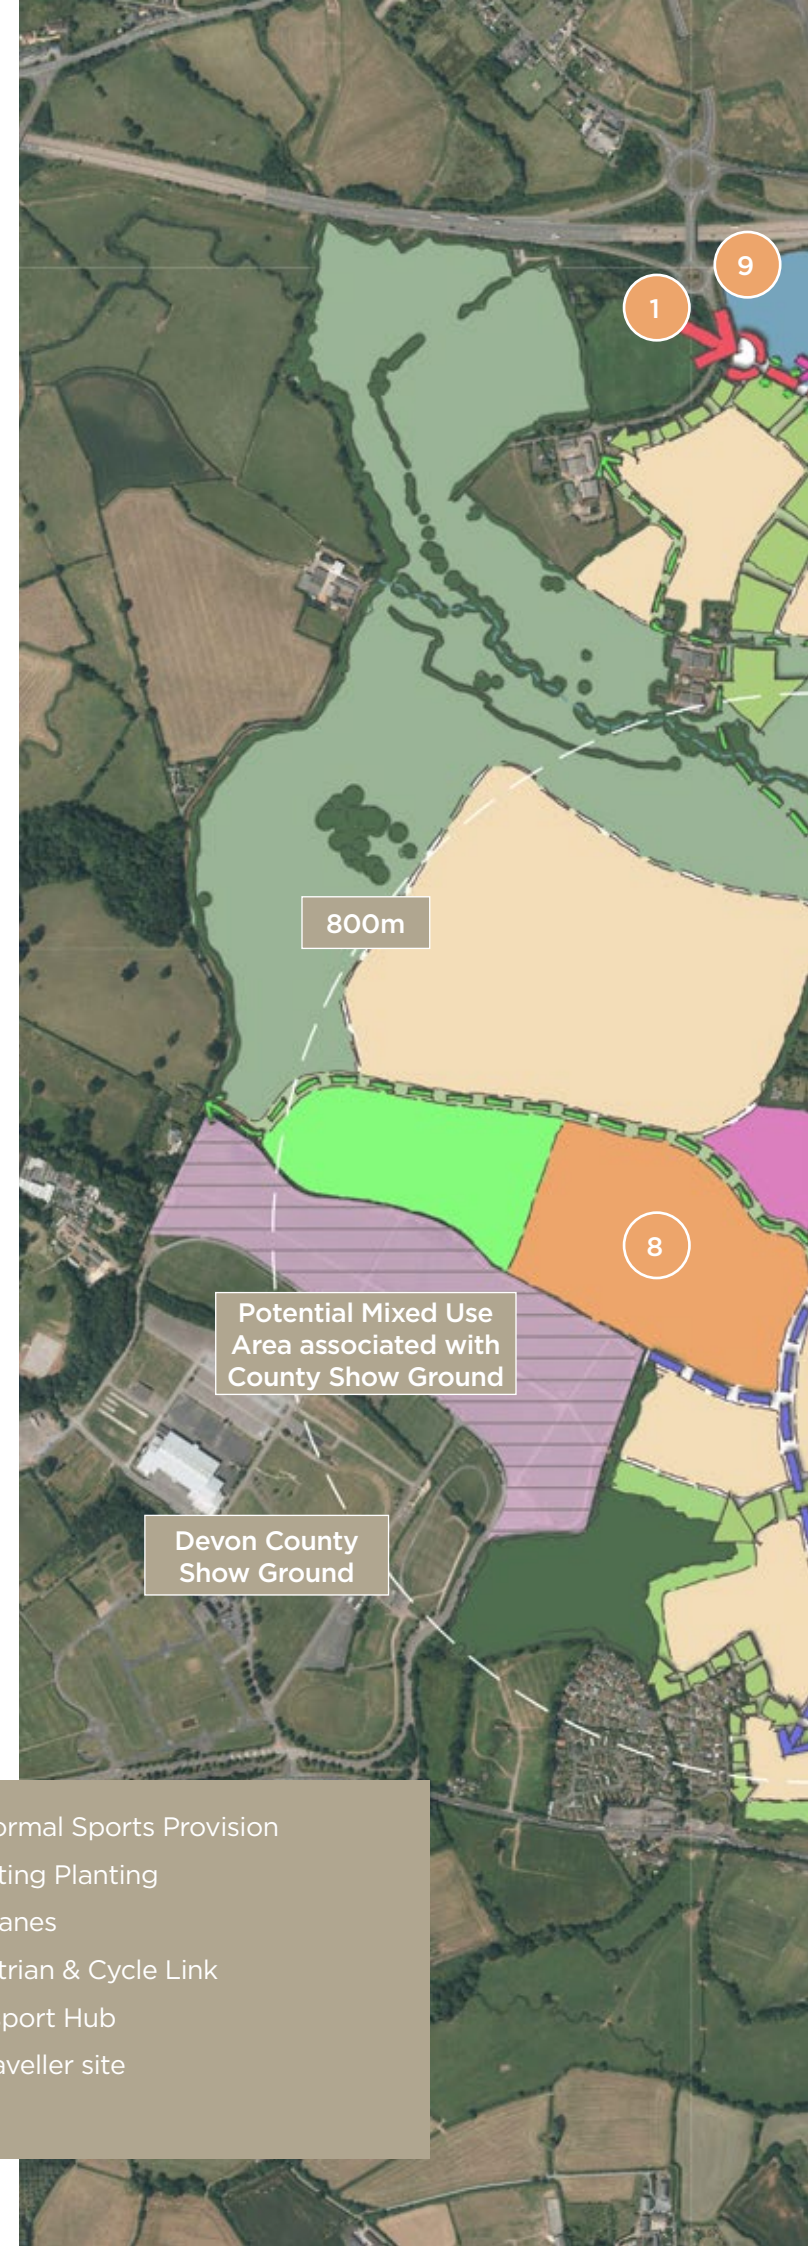 9
1
800m
8
Potential Mixed Use
Area associated with
County Show Ground
Devon County
Show Ground
ormal Sports Provision
ting Planting
anes
trian & Cycle Link
port Hub
aveller site